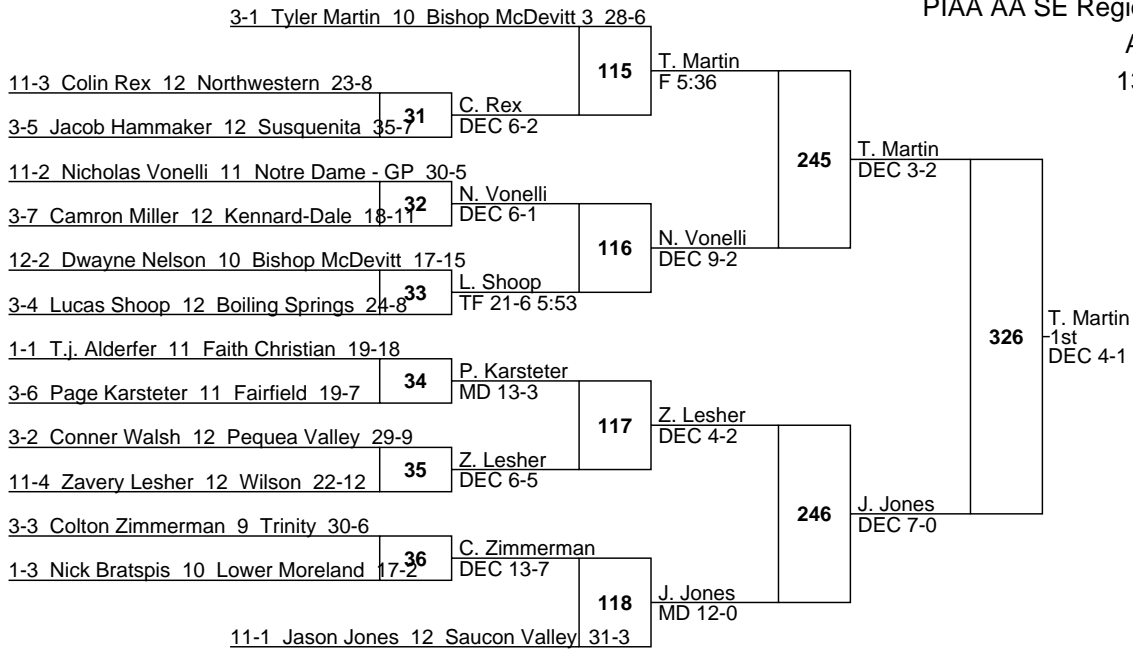 3-1 Tyler Martin 10 Bishop McDevitt 3 28-6
PIAA AA SE Regi
A
13
115
T. Martin
F 5:36
11-3 Colin Rex 12 Northwestern 23-8
31
C. Rex
DEC 6-2
3-5 Jacob Hammaker 12 Susquenita 35-7
245
T. Martin
DEC 3-2
11-2 Nicholas Vonelli 11 Notre Dame - GP 30-5
32
N. Vonelli
DEC 6-1
3-7 Camron Miller 12 Kennard-Dale 18-11
116
N. Vonelli
DEC 9-2
12-2 Dwayne Nelson 10 Bishop McDevitt 17-15
33
L. Shoop
TF 21-6 5:53
3-4 Lucas Shoop 12 Boiling Springs 24-8
326
T. Martin
1st
DEC 4-1
1-1 T.j. Alderfer 11 Faith Christian 19-18
34
P. Karsteter
MD 13-3
3-6 Page Karsteter 11 Fairfield 19-7
117
Z. Lesher
DEC 4-2
3-2 Conner Walsh 12 Pequea Valley 29-9
35
Z. Lesher
DEC 6-5
11-4 Zavery Lesher 12 Wilson 22-12
246
J. Jones
DEC 7-0
3-3 Colton Zimmerman 9 Trinity 30-6
36
C. Zimmerman
DEC 13-7
1-3 Nick Bratspis 10 Lower Moreland 17-2
118
J. Jones
MD 12-0
11-1 Jason Jones 12 Saucon Valley 31-3